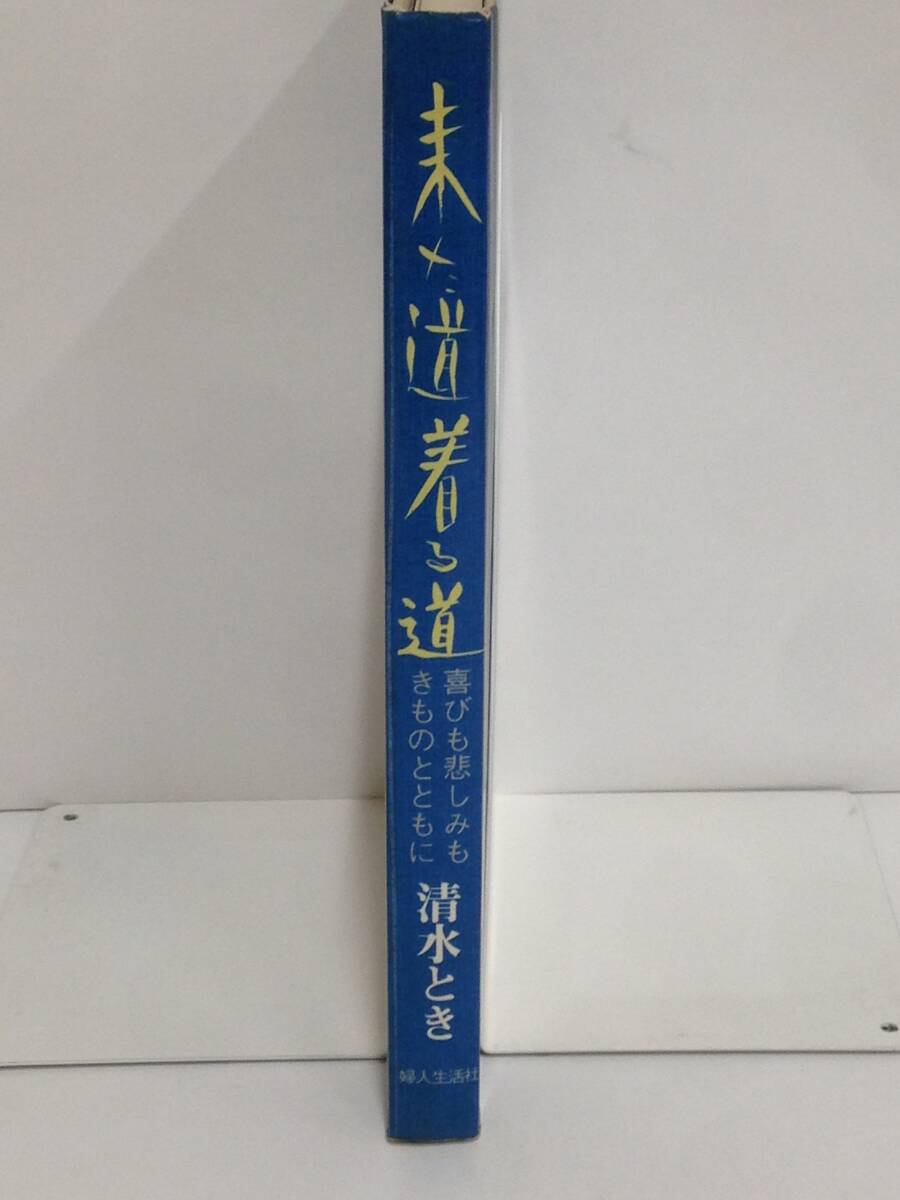 来た道着る道
喜びも悲しみも
きものとともに
清水とき
婦人生活社